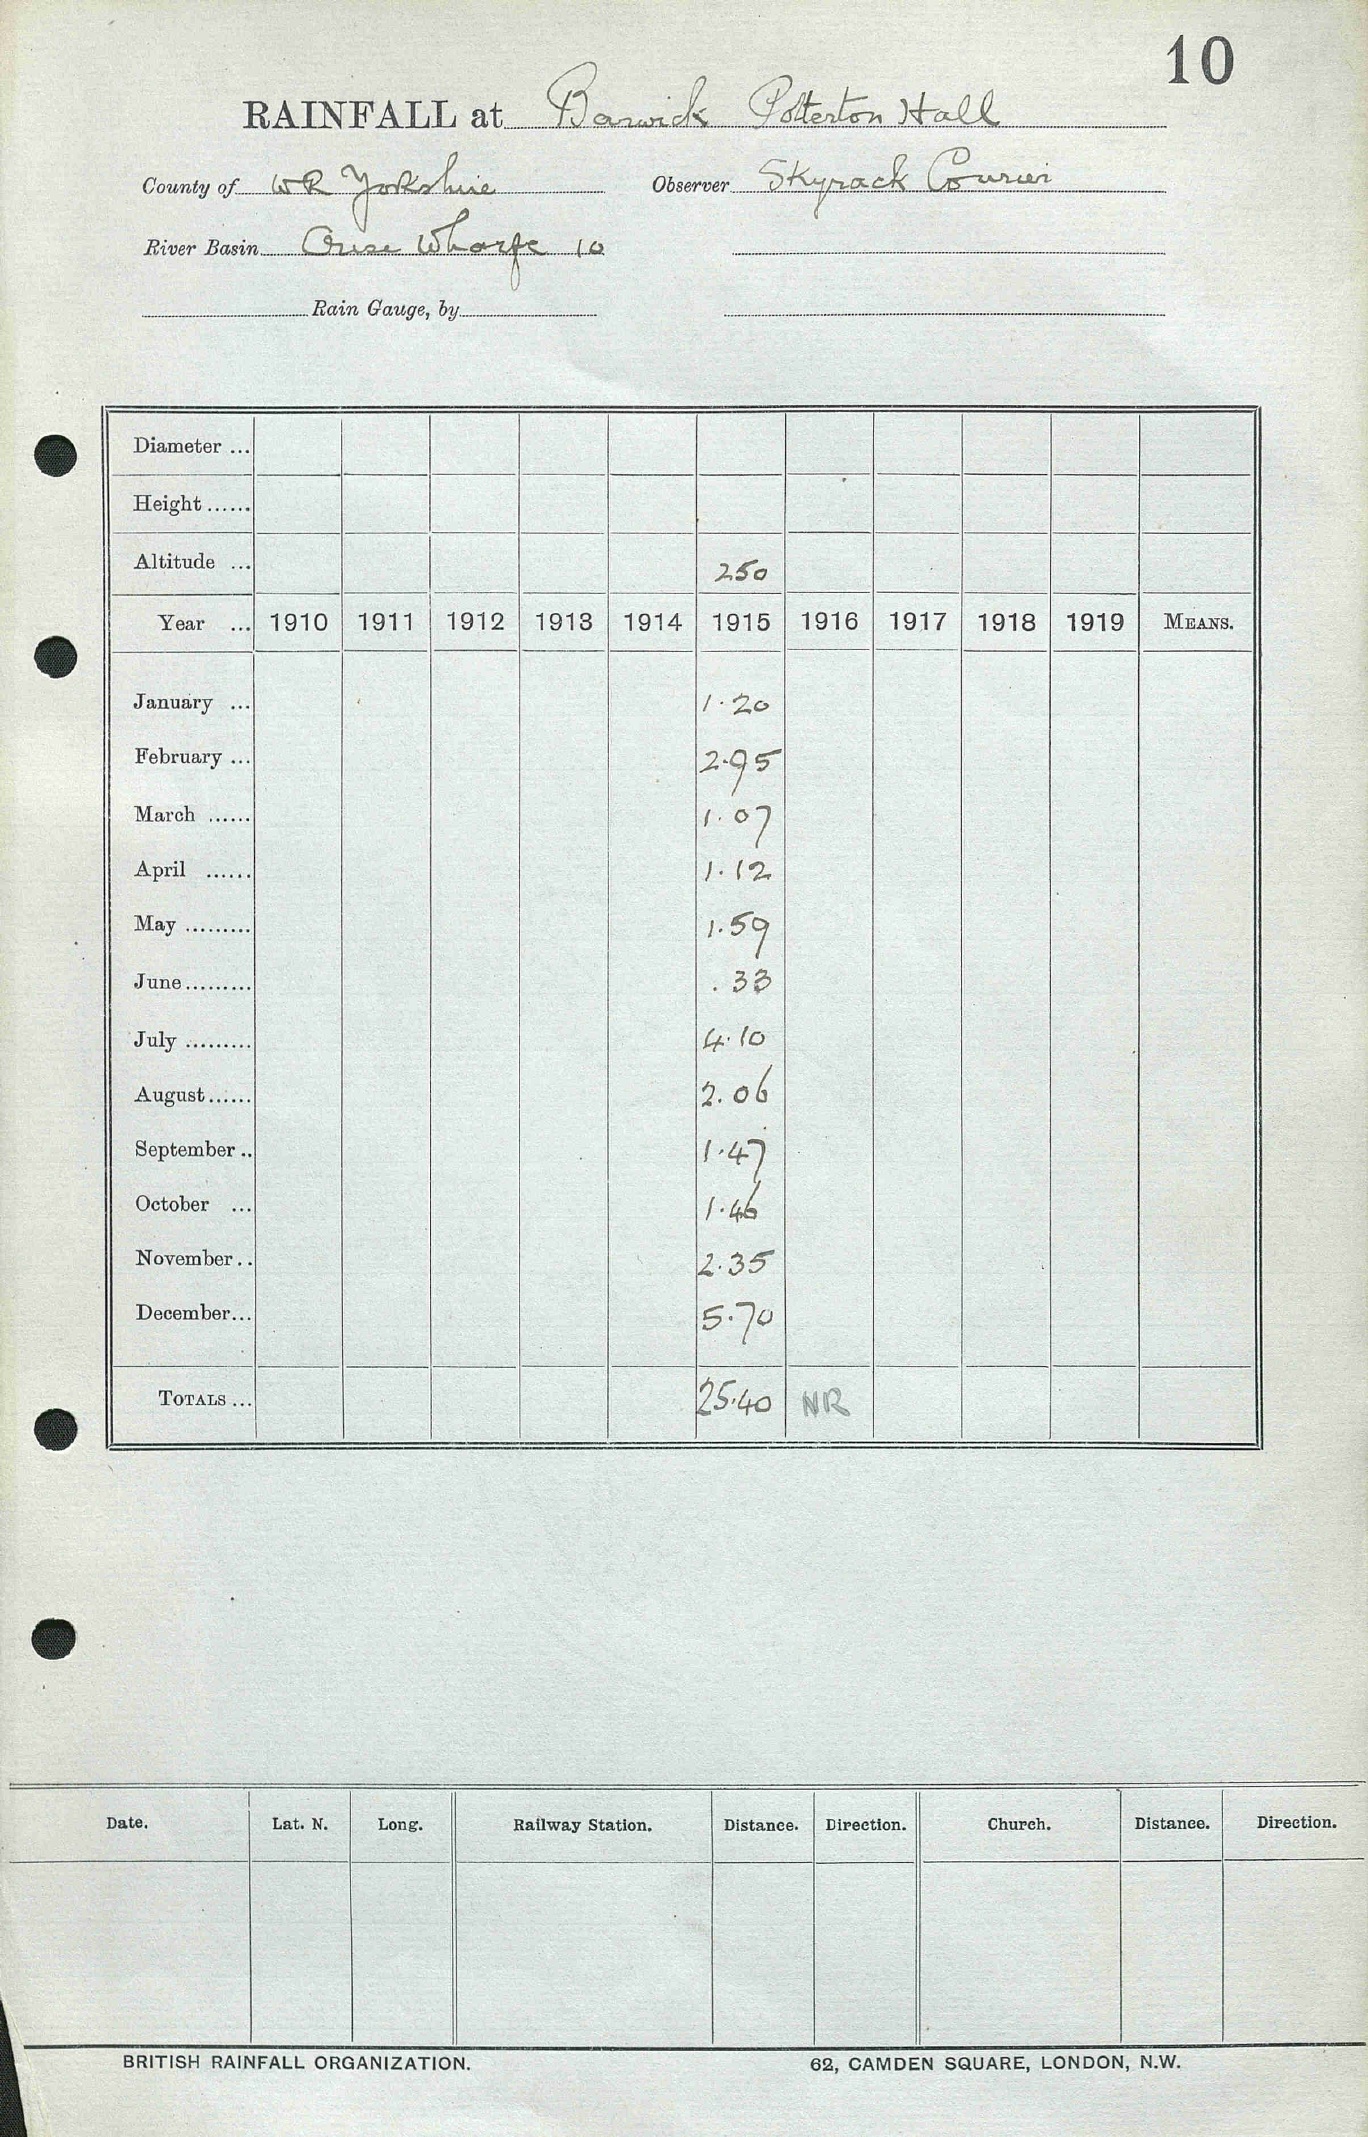 10
RAINFALL at Barwick Potterton Hall
County of WR Yorkshire Observer Skyrack Courier
River Basin Ouse Wharfe 10
Rain Gauge, by
Diameter ...
Height ......
Altitude ... 250
Year ... 1910 1911 1912 1913 1914 1915 1916 1917 1918 1919 MEANS.
January ... 1.20
February ... 2.95
March ...... 1.07
April ...... 1.12
May ......... 1.59
June ......... .33
July ......... 4.10
August ...... 2.06
September .. 1.47
October ... 1.46
November .. 2.35
December ... 5.70
TOTALS ... 25.40 NR
Date. Lat. N. Long. Railway Station. Distance. Direction. Church. Distance. Direction.
BRITISH RAINFALL ORGANIZATION. 62, CAMDEN SQUARE, LONDON, N.W.